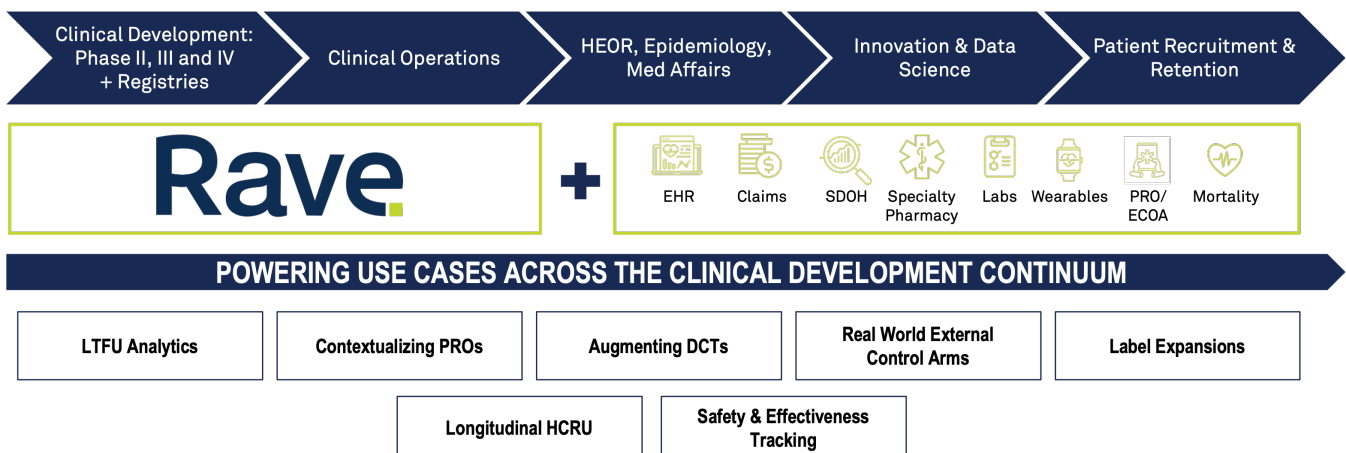 Clinical Development:
Phase II, III and IV
+ Registries
Clinical Operations
HEOR, Epidemiology,
Med Affairs
Innovation & Data
Science
Patient Recruitment &
Retention
Rave
EHR
Claims
SDOH
Specialty
Pharmacy
Labs
Wearables
PRO/
ECOA
Mortality
POWERING USE CASES ACROSS THE CLINICAL DEVELOPMENT CONTINUUM
LTFU Analytics
Contextualizing PROs
Augmenting DCTs
Real World External
Control Arms
Label Expansions
Longitudinal HCRU
Safety & Effectiveness
Tracking